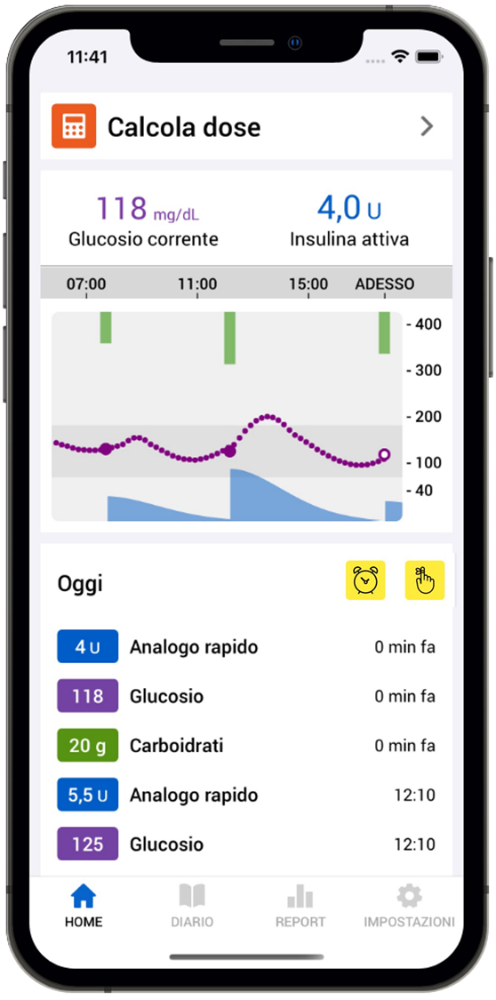 11:41
Calcola dose
118 mg/dL
4,0 U
Glucosio corrente
Insulina attiva
07:00 11:00 15:00 ADESSO
- 400
- 300
- 200
- 100
- 40
Oggi
4 U Analogo rapido 0 min fa
118 Glucosio 0 min fa
20 g Carboidrati 0 min fa
5,5 U Analogo rapido 12:10
125 Glucosio 12:10
HOME DIARIO REPORT IMPOSTAZIONI